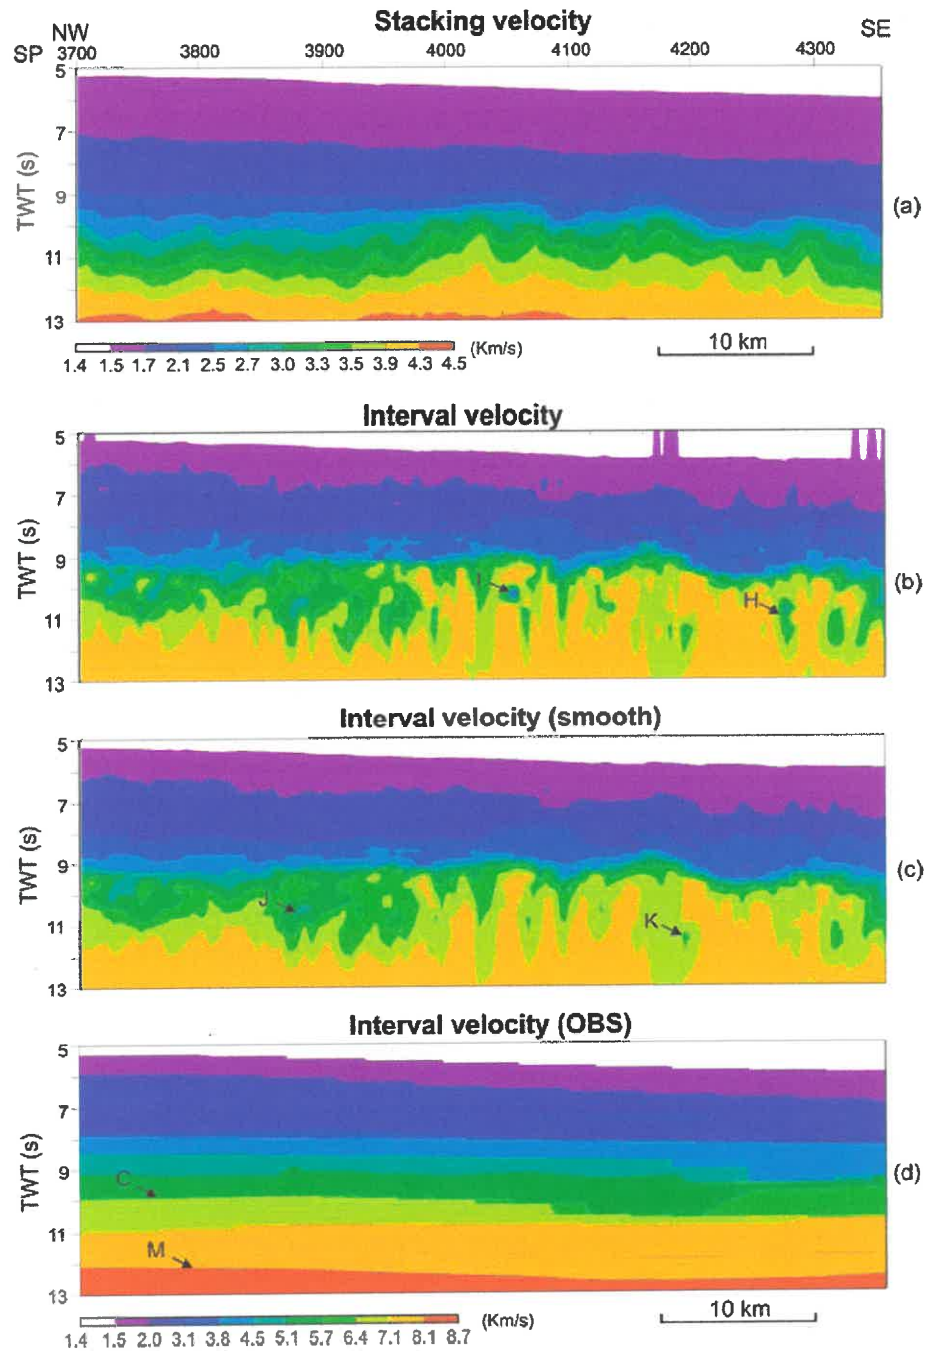 Stacking velocity
NW SE
SP 3700 3800 3900 4000 4100 4200 4300
5
7
9
11
13
TWT (s)
(a)
1.4 1.5 1.7 2.1 2.5 2.7 3.0 3.3 3.5 3.9 4.3 4.5 (Km/s)
10 km
Interval velocity
5
7
9
11
13
TWT (s)
I
H
(b)
Interval velocity (smooth)
5
7
9
11
13
TWT (s)
J
K
(c)
Interval velocity (OBS)
5
7
9
11
13
TWT (s)
C
M
(d)
1.4 1.5 2.0 3.1 3.8 4.5 5.1 5.7 6.4 7.1 8.1 8.7 (Km/s)
10 km